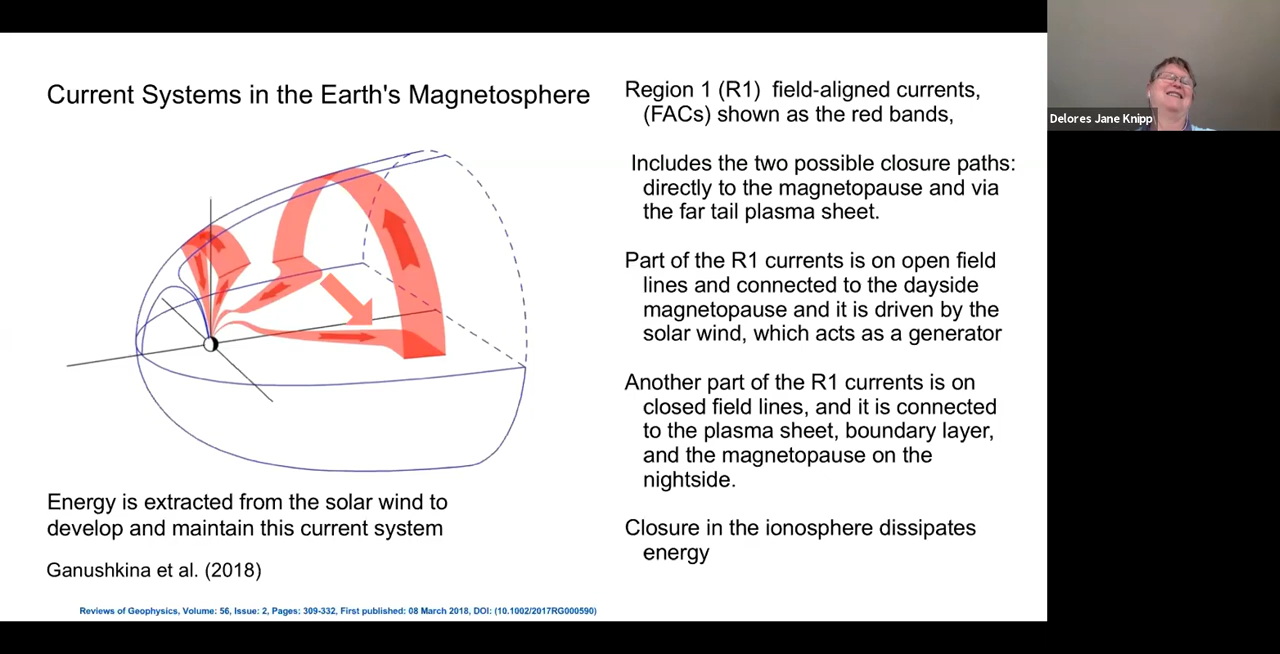 Current Systems in the Earth's Magnetosphere
Energy is extracted from the solar wind to
develop and maintain this current system
Ganushkina et al. (2018)
Reviews of Geophysics, Volume: 56, Issue: 2, Pages: 309-332, First published: 08 March 2018, DOI: (10.1002/2017RG000590)
Region 1 (R1) field-aligned currents,
(FACs) shown as the red bands,
Includes the two possible closure paths:
directly to the magnetopause and via
the far tail plasma sheet.
Part of the R1 currents is on open field
lines and connected to the dayside
magnetopause and it is driven by the
solar wind, which acts as a generator
Another part of the R1 currents is on
closed field lines, and it is connected
to the plasma sheet, boundary layer,
and the magnetopause on the
nightside.
Closure in the ionosphere dissipates
energy
Delores Jane Knipp